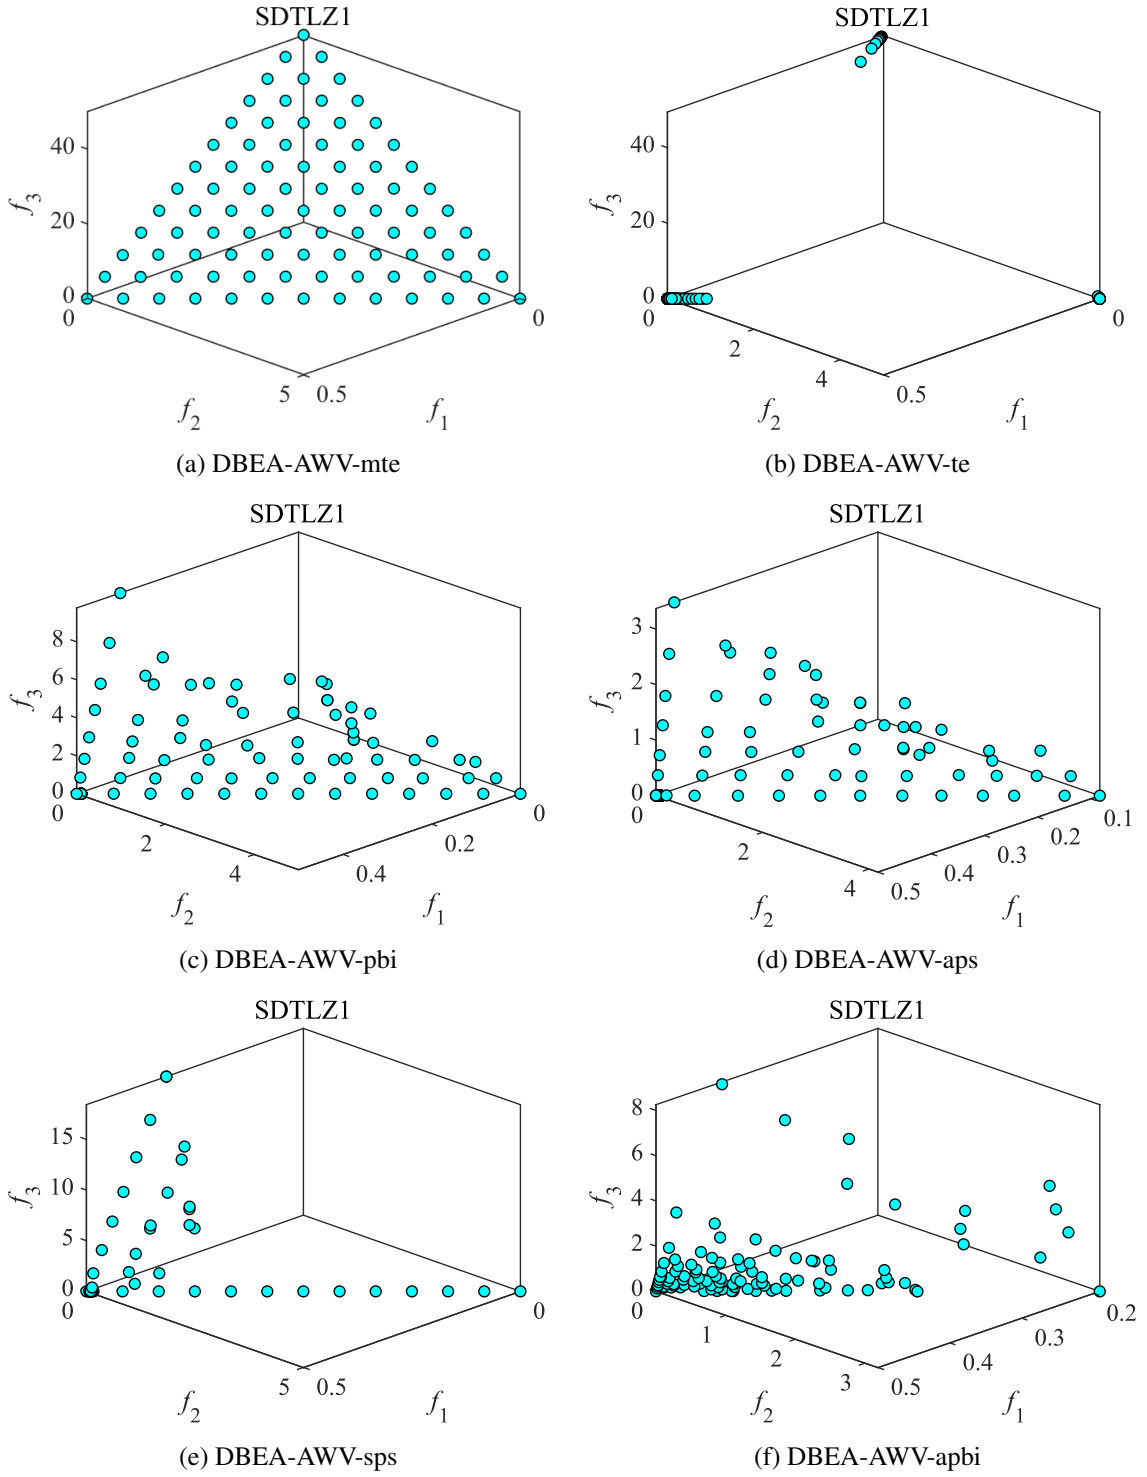 SDTLZ1
SDTLZ1
40
20
0
f3
0
5
0.5
0
f2
f1
40
20
0
f3
0
2
4
0.5
0
f2
f1
(a) DBEA-AWV-mte
(b) DBEA-AWV-te
SDTLZ1
SDTLZ1
8
6
4
2
0
f3
0
2
4
0.4
0.2
0
f2
f1
3
2
1
0
f3
0
2
4
0.5
0.4
0.3
0.2
0.1
f2
f1
(c) DBEA-AWV-pbi
(d) DBEA-AWV-aps
SDTLZ1
SDTLZ1
15
10
5
0
f3
0
5
0.5
0
f2
f1
8
6
4
2
0
f3
0
1
2
3
0.5
0.4
0.3
0.2
f2
f1
(e) DBEA-AWV-sps
(f) DBEA-AWV-apbi